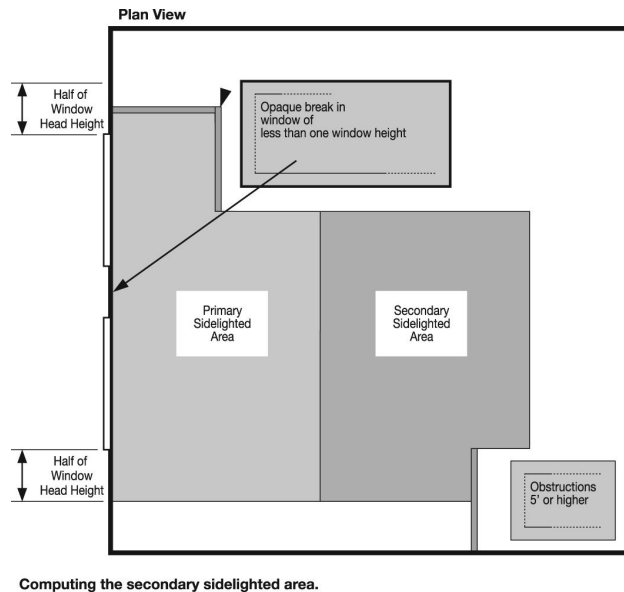 Plan View
Half of
Window
Head Height
Opaque break in
window of
less than one window height
Primary
Sidelighted
Area
Secondary
Sidelighted
Area
Half of
Window
Head Height
Obstructions
5' or higher
Computing the secondary sidelighted area.